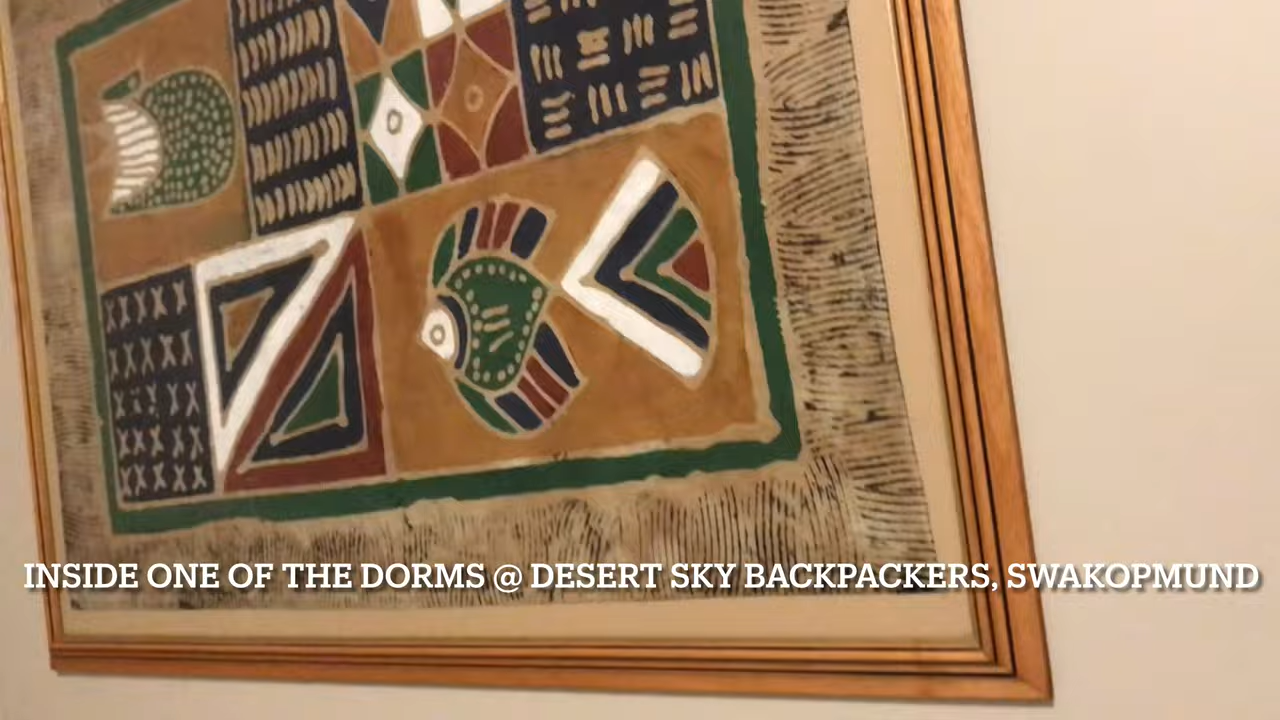 INSIDE ONE OF THE DORMS @ DESERT SKY BACKPACKERS, SWAKOPMUND